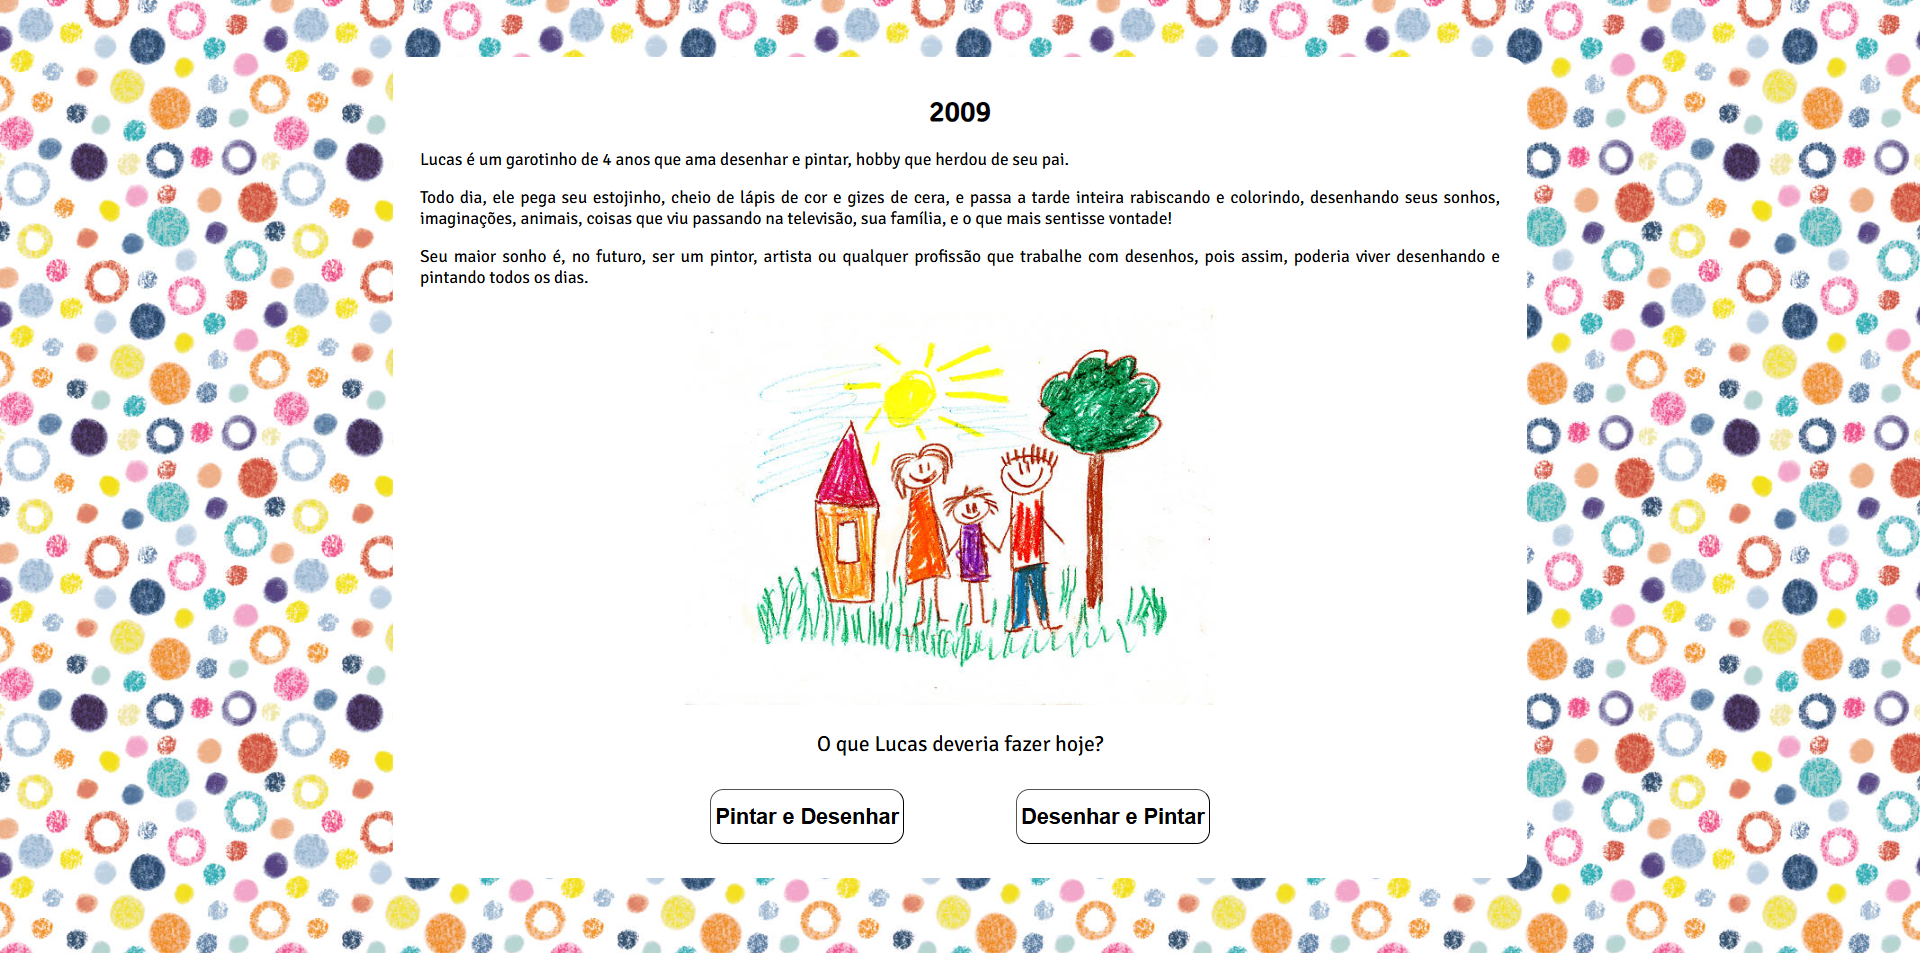 2009
Lucas é um garotinho de 4 anos que ama desenhar e pintar, hobby que herdou de seu pai.
Todo dia, ele pega seu estojinho, cheio de lápis de cor e gizes de cera, e passa a tarde inteira rabiscando e colorindo, desenhando seus sonhos,
imaginações, animais, coisas que viu passando na televisão, sua família, e o que mais sentisse vontade!
Seu maior sonho é, no futuro, ser um pintor, artista ou qualquer profissão que trabalhe com desenhos, pois assim, poderia viver desenhando e
pintando todos os dias.
O que Lucas deveria fazer hoje?
Pintar e Desenhar
Desenhar e Pintar